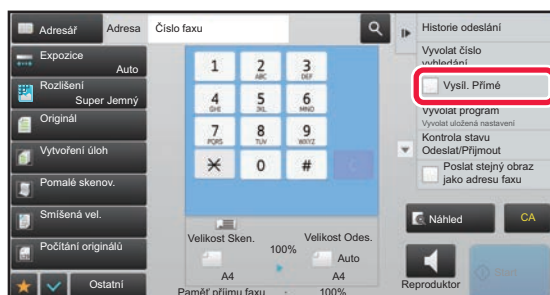 Adresář
Adresa
Číslo faxu
Historie odeslání
Expozice
Auto
Rozlišení
Super Jemný
Originál
Vytvoření úloh
Pomalé skenov.
Smíšená vel.
Počítání originálů
Ostatní
1
2
ABC
3
DEF
4
GHI
5
JKL
6
MNO
7
PQRS
8
TUV
9
WXYZ
0
#
Velikost Sken.
100%
Velikost Odes.
Auto
A4
A4
Paměť příjmu faxu : 100%
Vyvolat číslo
vyhledání
Vysíl. Přímé
Vyvolat program
Vyvolat uložená nastavení
Kontrola stavu
Odeslat/Přijmout
Poslat stejný obraz
jako adresu faxu
Náhled
CA
Reproduktor
Start